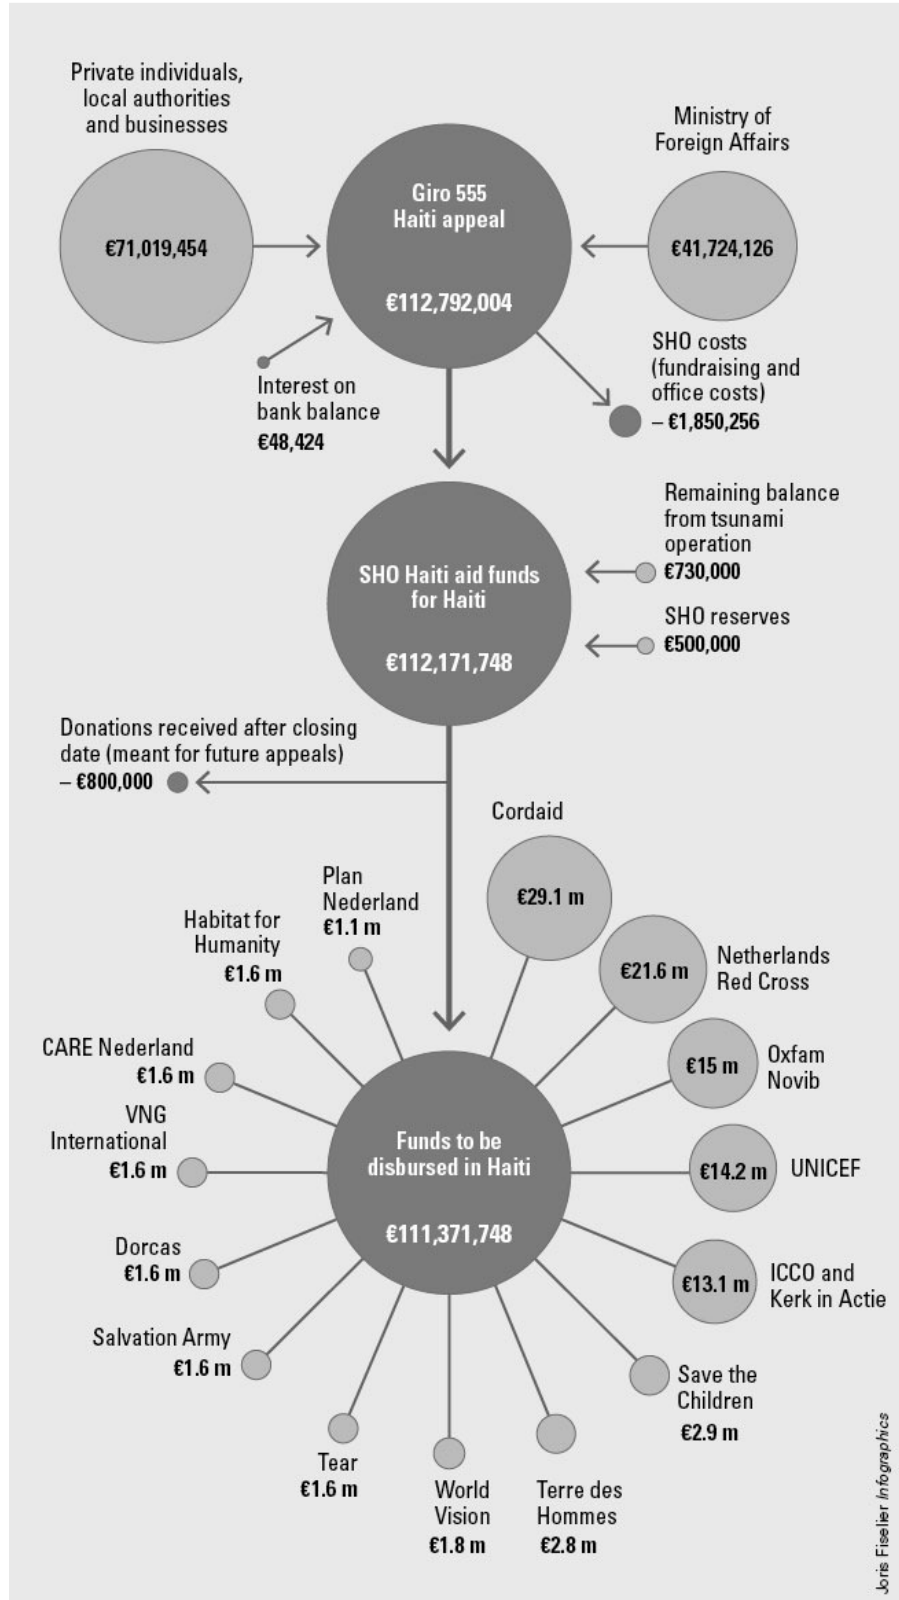 Private individuals,
local authorities
and businesses
€71,019,454
Giro 555
Haiti appeal
€112,792,004
Ministry of
Foreign Affairs
€41,724,126
Interest on
bank balance
€48,424
SHO costs
(fundraising and
office costs)
– €1,850,256
SHO Haiti aid funds
for Haiti
€112,171,748
Remaining balance
from tsunami
operation
€730,000
SHO reserves
€500,000
Donations received after closing
date (meant for future appeals)
– €800,000
Cordaid
€29.1 m
Netherlands
Red Cross
€21.6 m
Oxfam
Novib
€15 m
UNICEF
€14.2 m
ICCO and
Kerk in Actie
€13.1 m
Save the
Children
€2.9 m
Terre des
Hommes
€2.8 m
World
Vision
€1.8 m
Tear
€1.6 m
Salvation Army
€1.6 m
Dorcas
€1.6 m
VNG
International
€1.6 m
CARE Nederland
€1.6 m
Habitat for
Humanity
€1.6 m
Plan
Nederland
€1.1 m
Funds to be
disbursed in Haiti
€111,371,748
Joris Fiselier Infographics